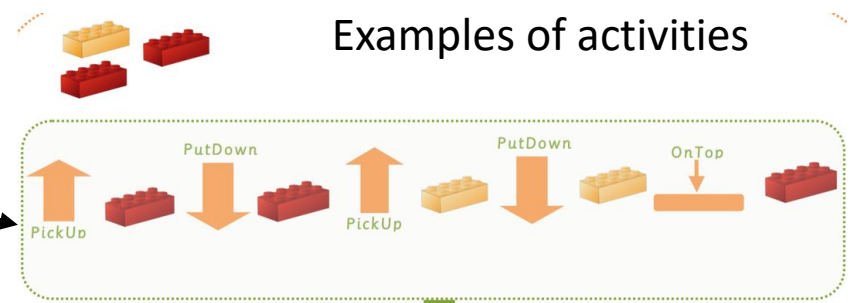 Examples of activities
PutDown
PutDown
OnTop
PickUp
PickUp